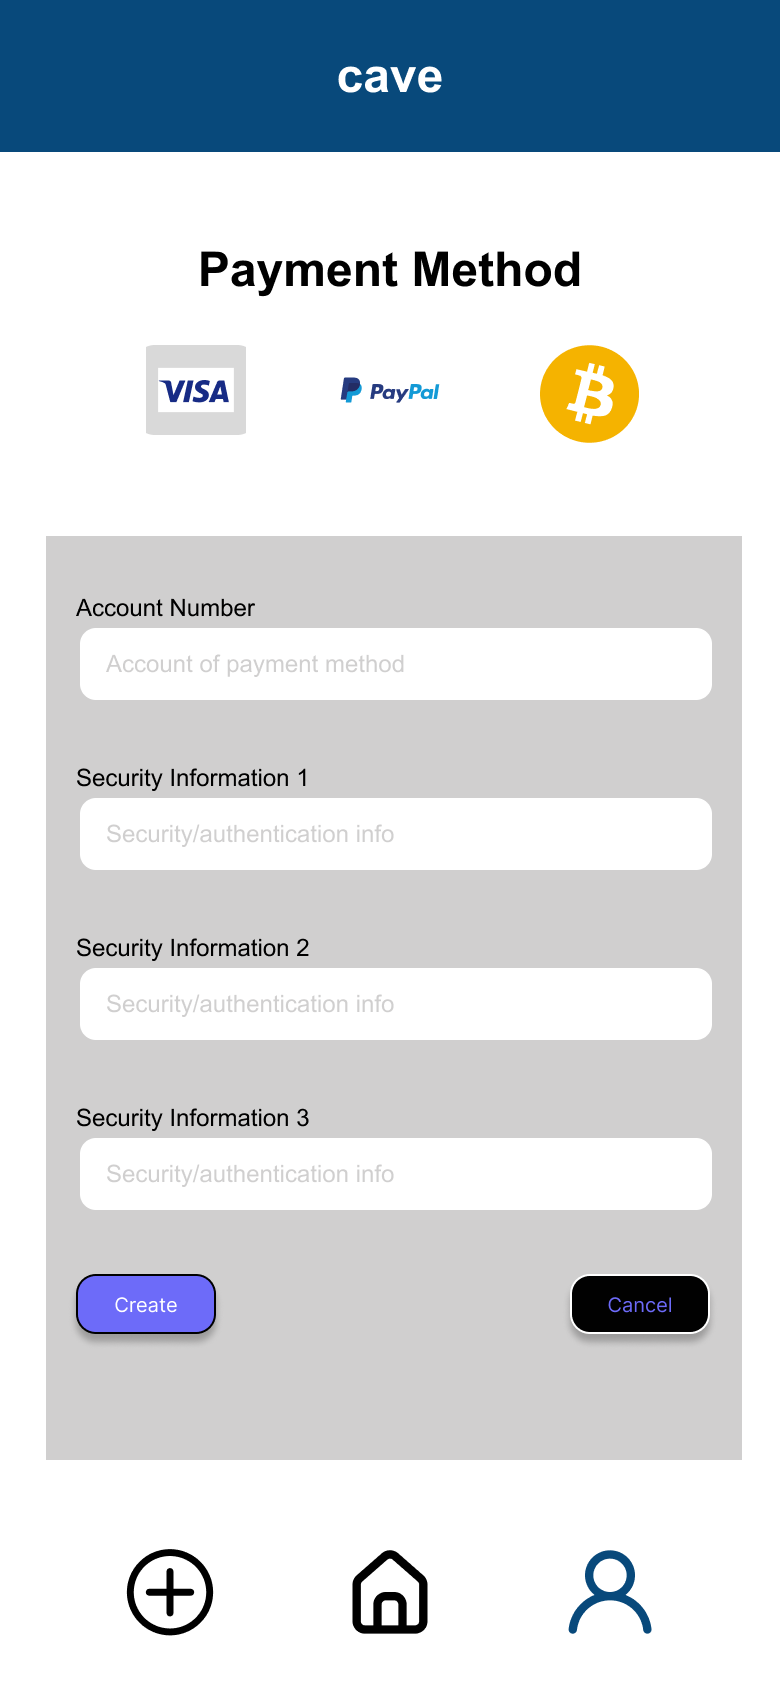 cave
Payment Method
VISA
PayPal
Account Number
Account of payment method
Security Information 1
Security/authentication info
Security Information 2
Security/authentication info
Security Information 3
Security/authentication info
Create
Cancel